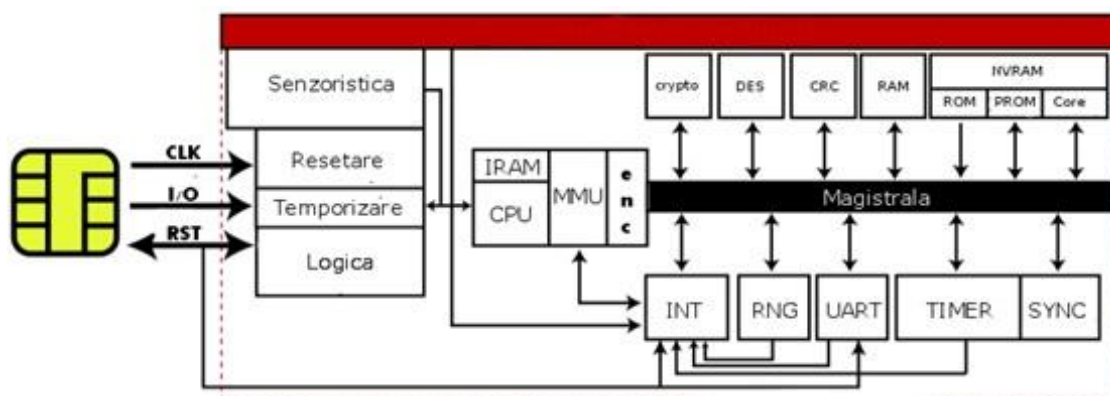 Senzoristica
crypto
DES
CRC
RAM
NVRAM
ROM
PROM
Core
CLK
Resetare
I/O
Temporizare
RST
Logica
IRAM
CPU
MMU
enc
Magistrala
INT
RNG
UART
TIMER
SYNC